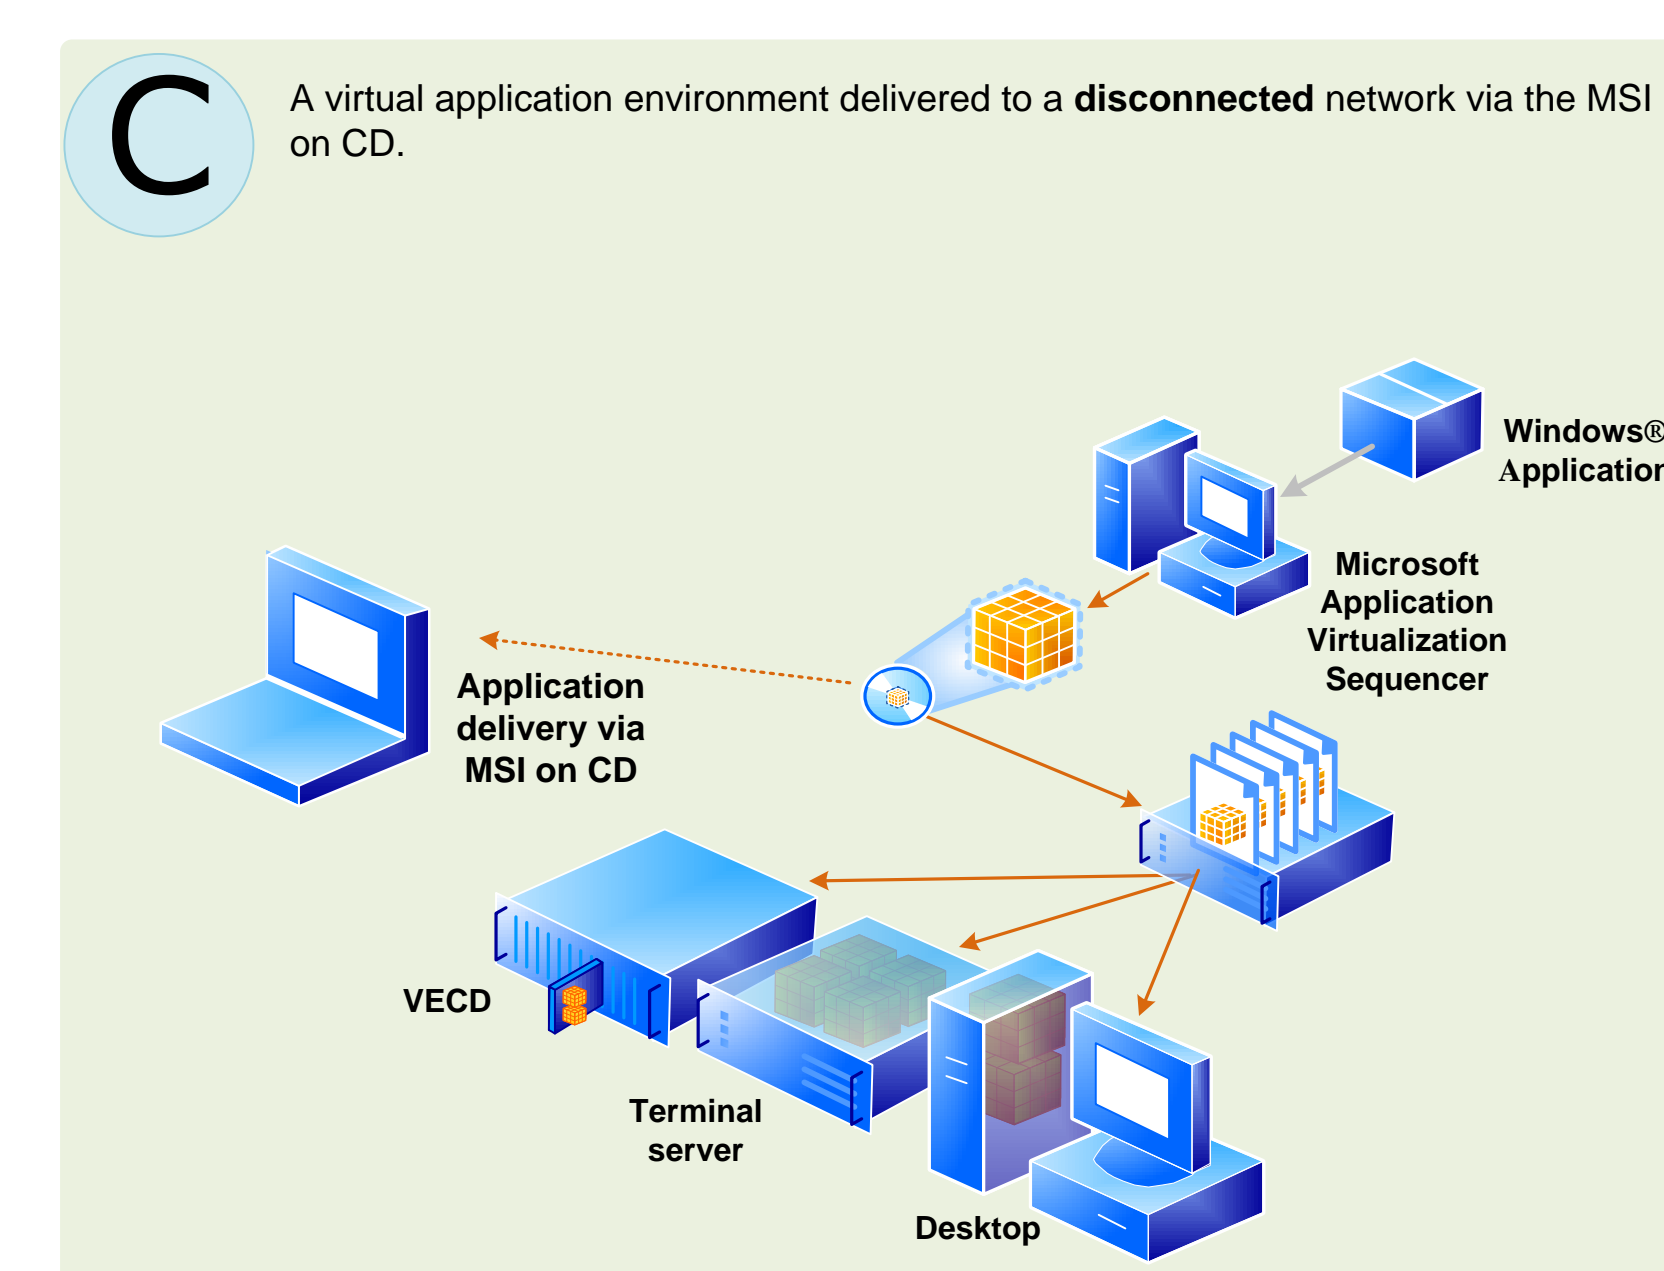 C
A virtual application environment delivered to a disconnected network via the MSI
on CD.
Windows®
Application
Microsoft
Application
Virtualization
Sequencer
Application
delivery via
MSI on CD
VECD
Terminal
server
Desktop